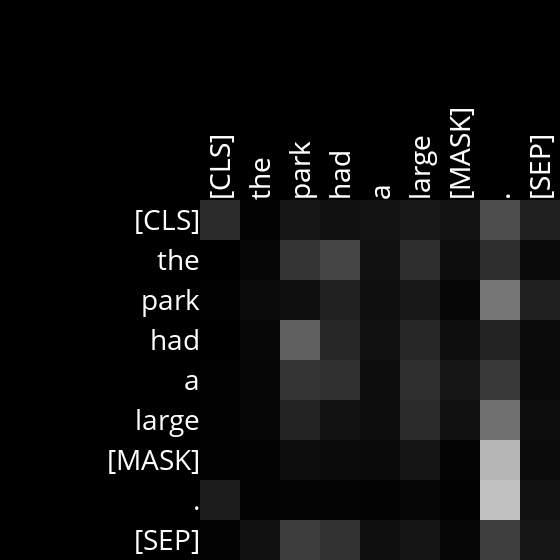 [CLS] the park had a large [MASK] . [SEP]
[CLS]
the
park
had
a
large
[MASK]
.
[SEP]